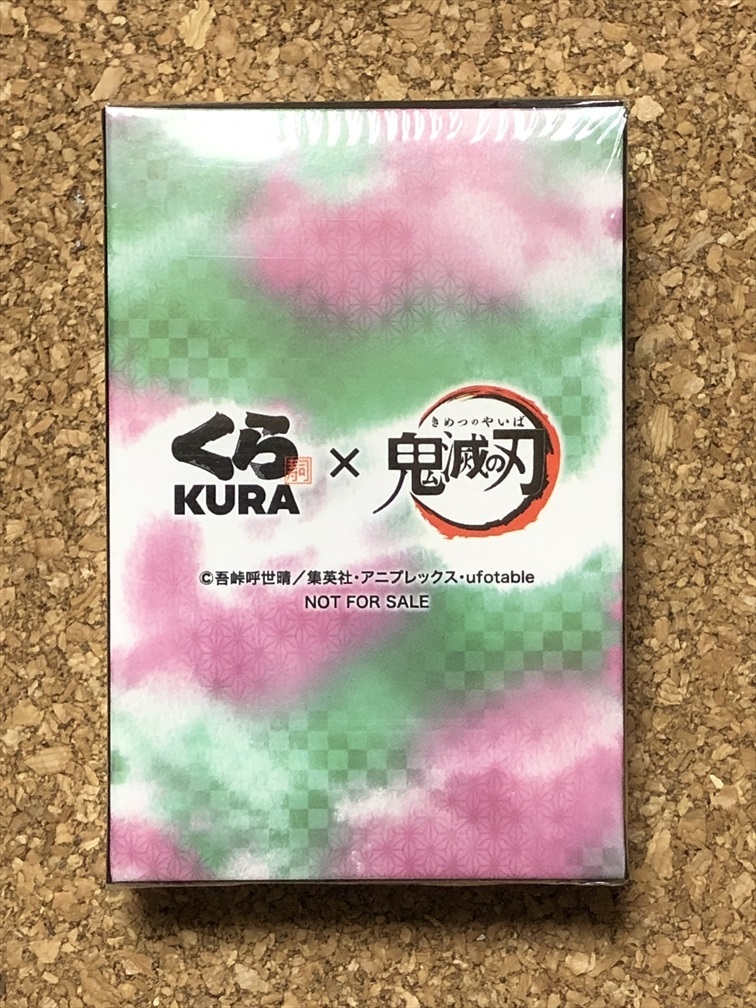 くら
KURA
×
きめつのやいば
鬼滅の刃
©吾峠呼世晴／集英社・アニプレックス・ufotable
NOT FOR SALE